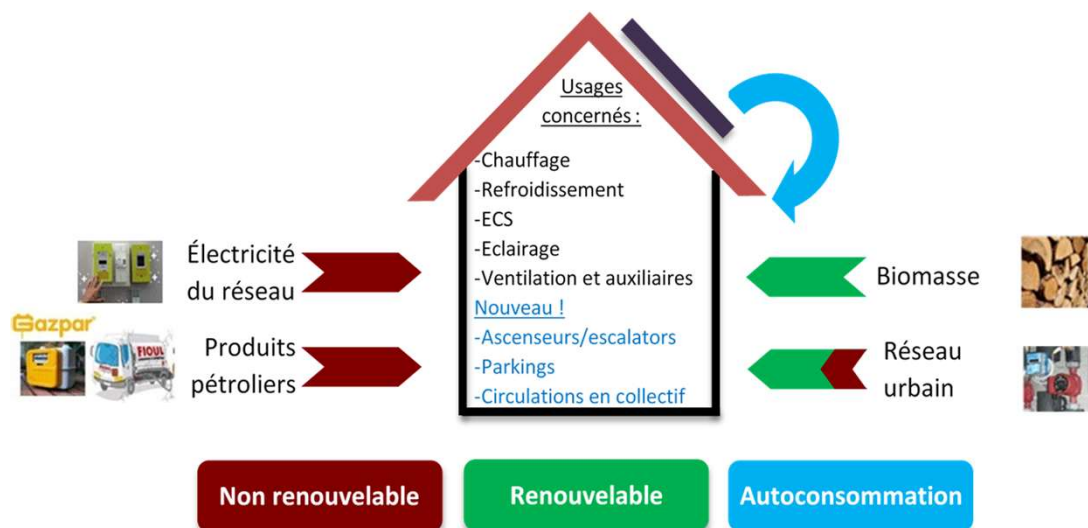 Usages
concernés :
-Chauffage
-Refroidissement
-ECS
-Eclairage
-Ventilation et auxiliaires
Nouveau !
-Ascenseurs/escalators
-Parkings
-Circulations en collectif
Électricité
du réseau
Gazpar
FIOUL
Produits
pétroliers
Biomasse
Réseau
urbain
Non renouvelable
Renouvelable
Autoconsommation